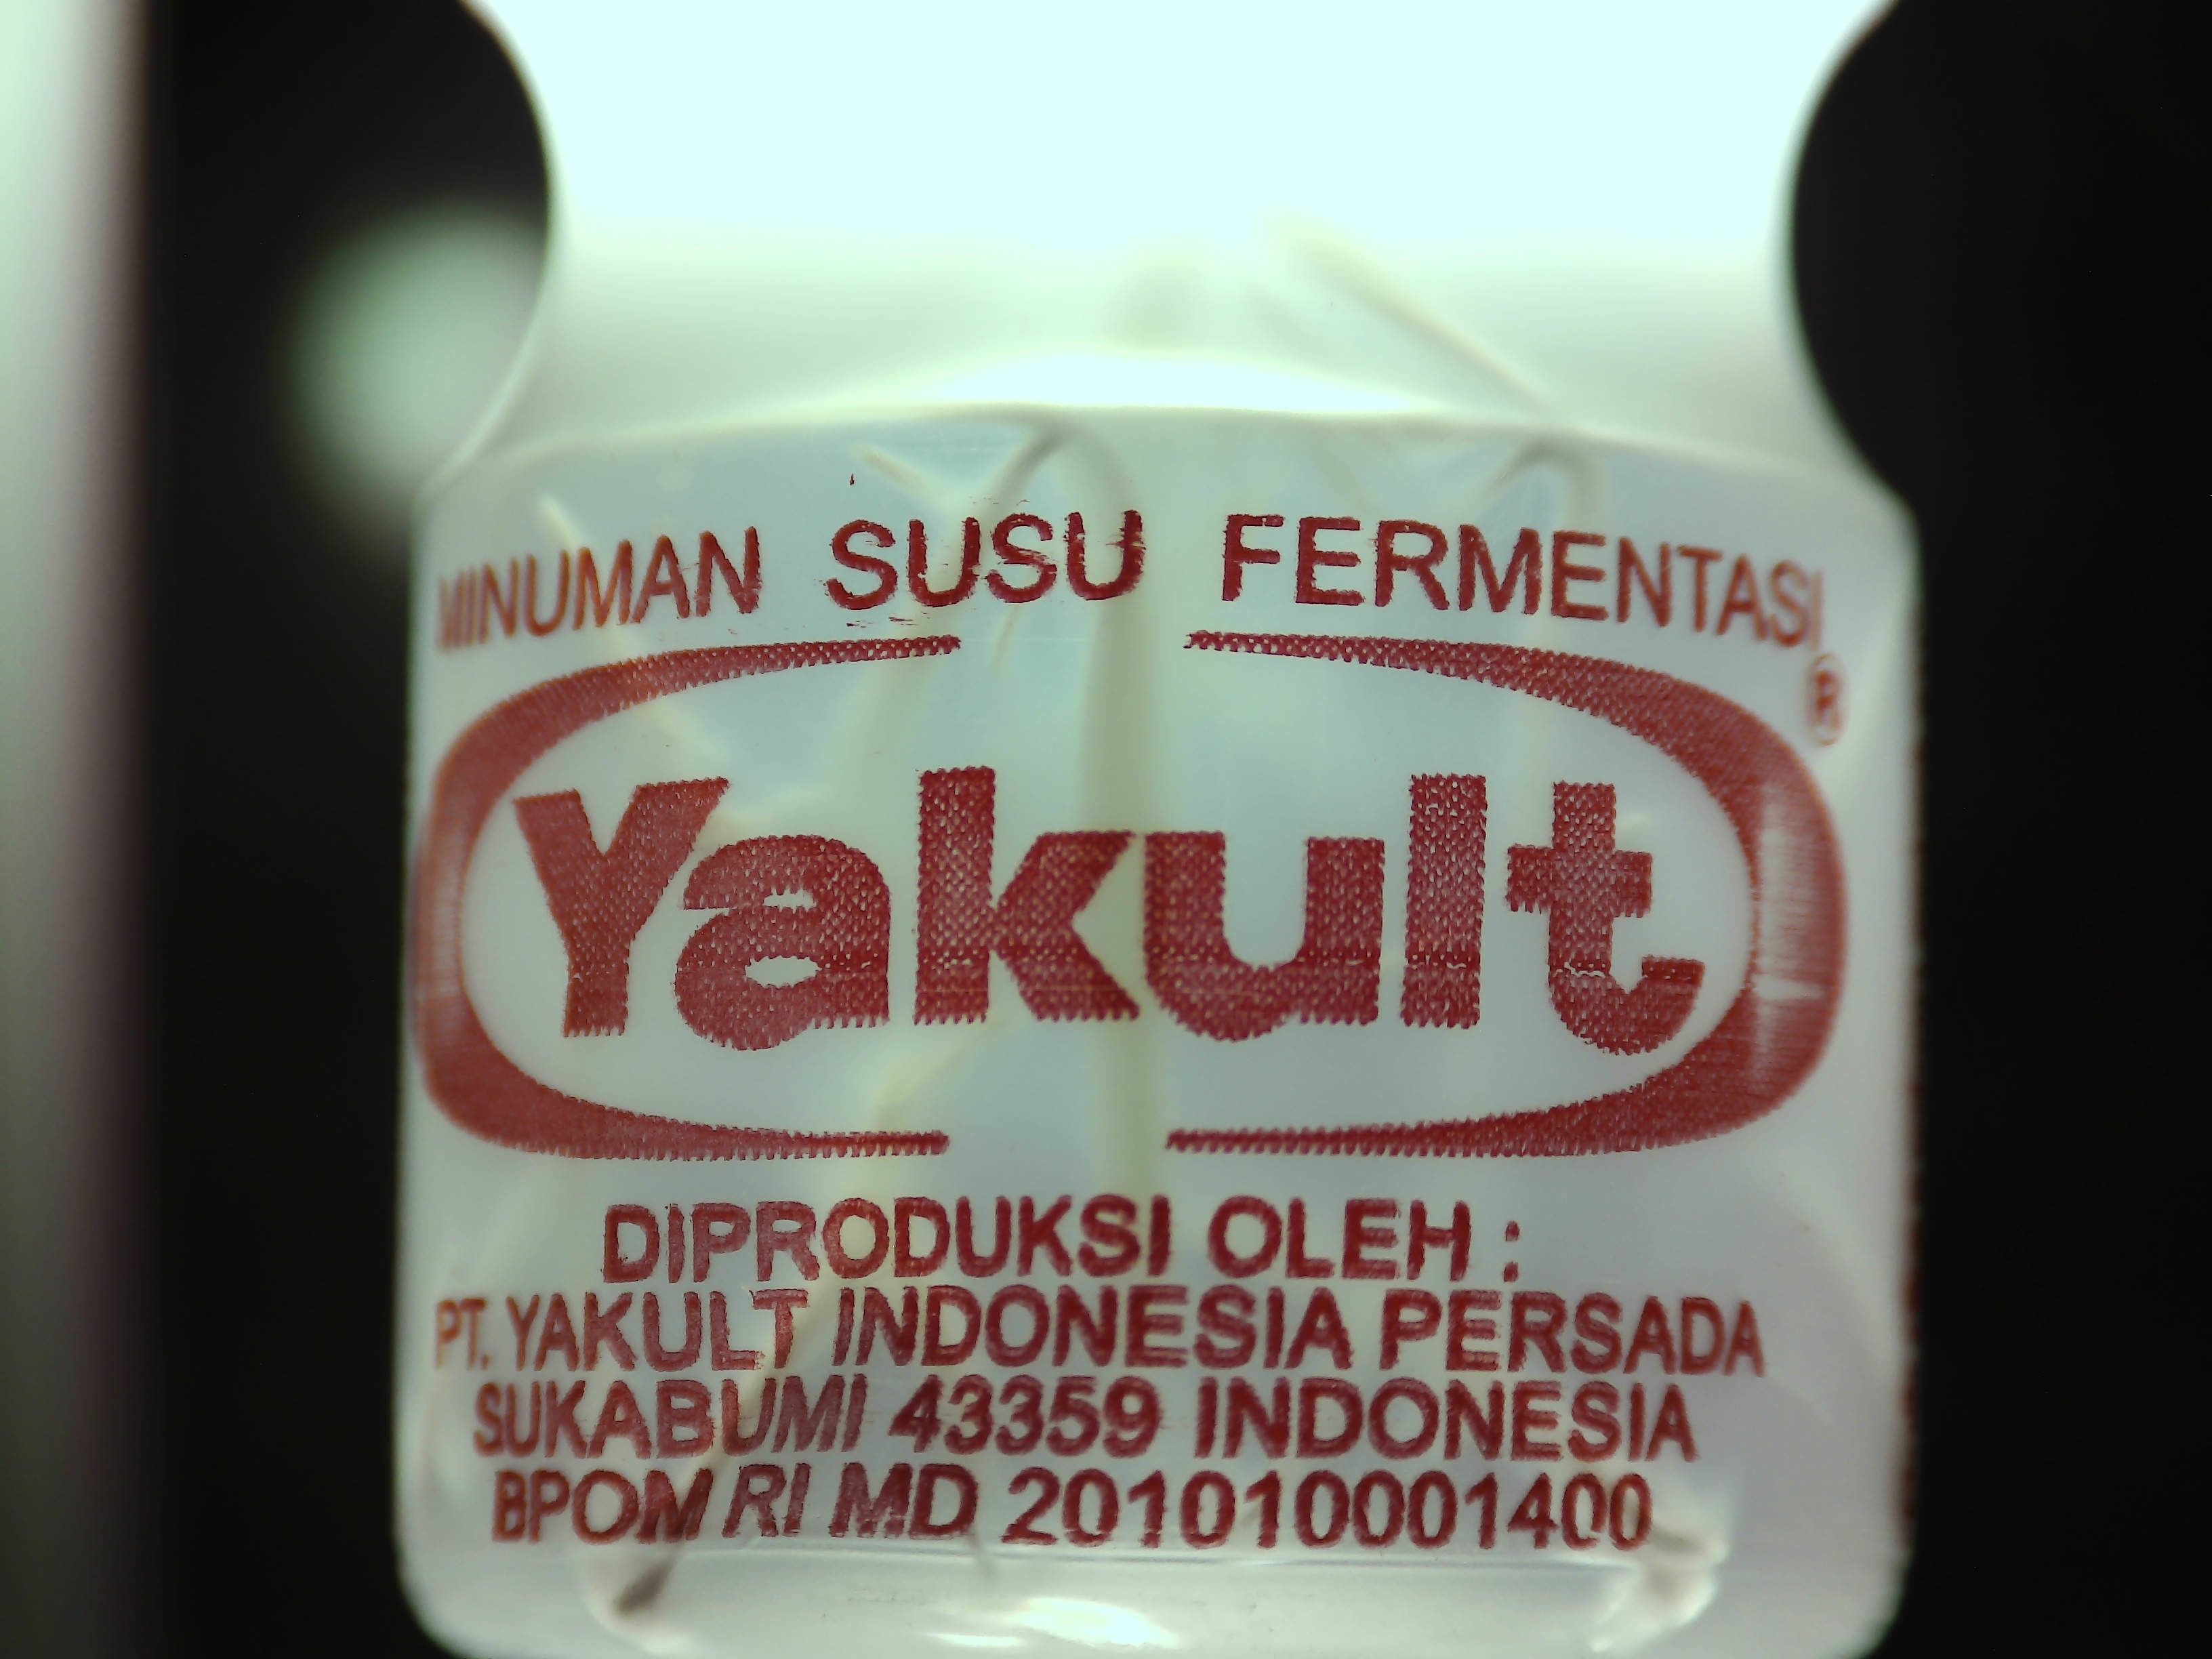 MINUMAN SUSU FERMENTASI
Yakult®
DIPRODUKSI OLEH :
PT. YAKULT INDONESIA PERSADA
SUKABUMI 43359 INDONESIA
BPOM RI MD 201010001400